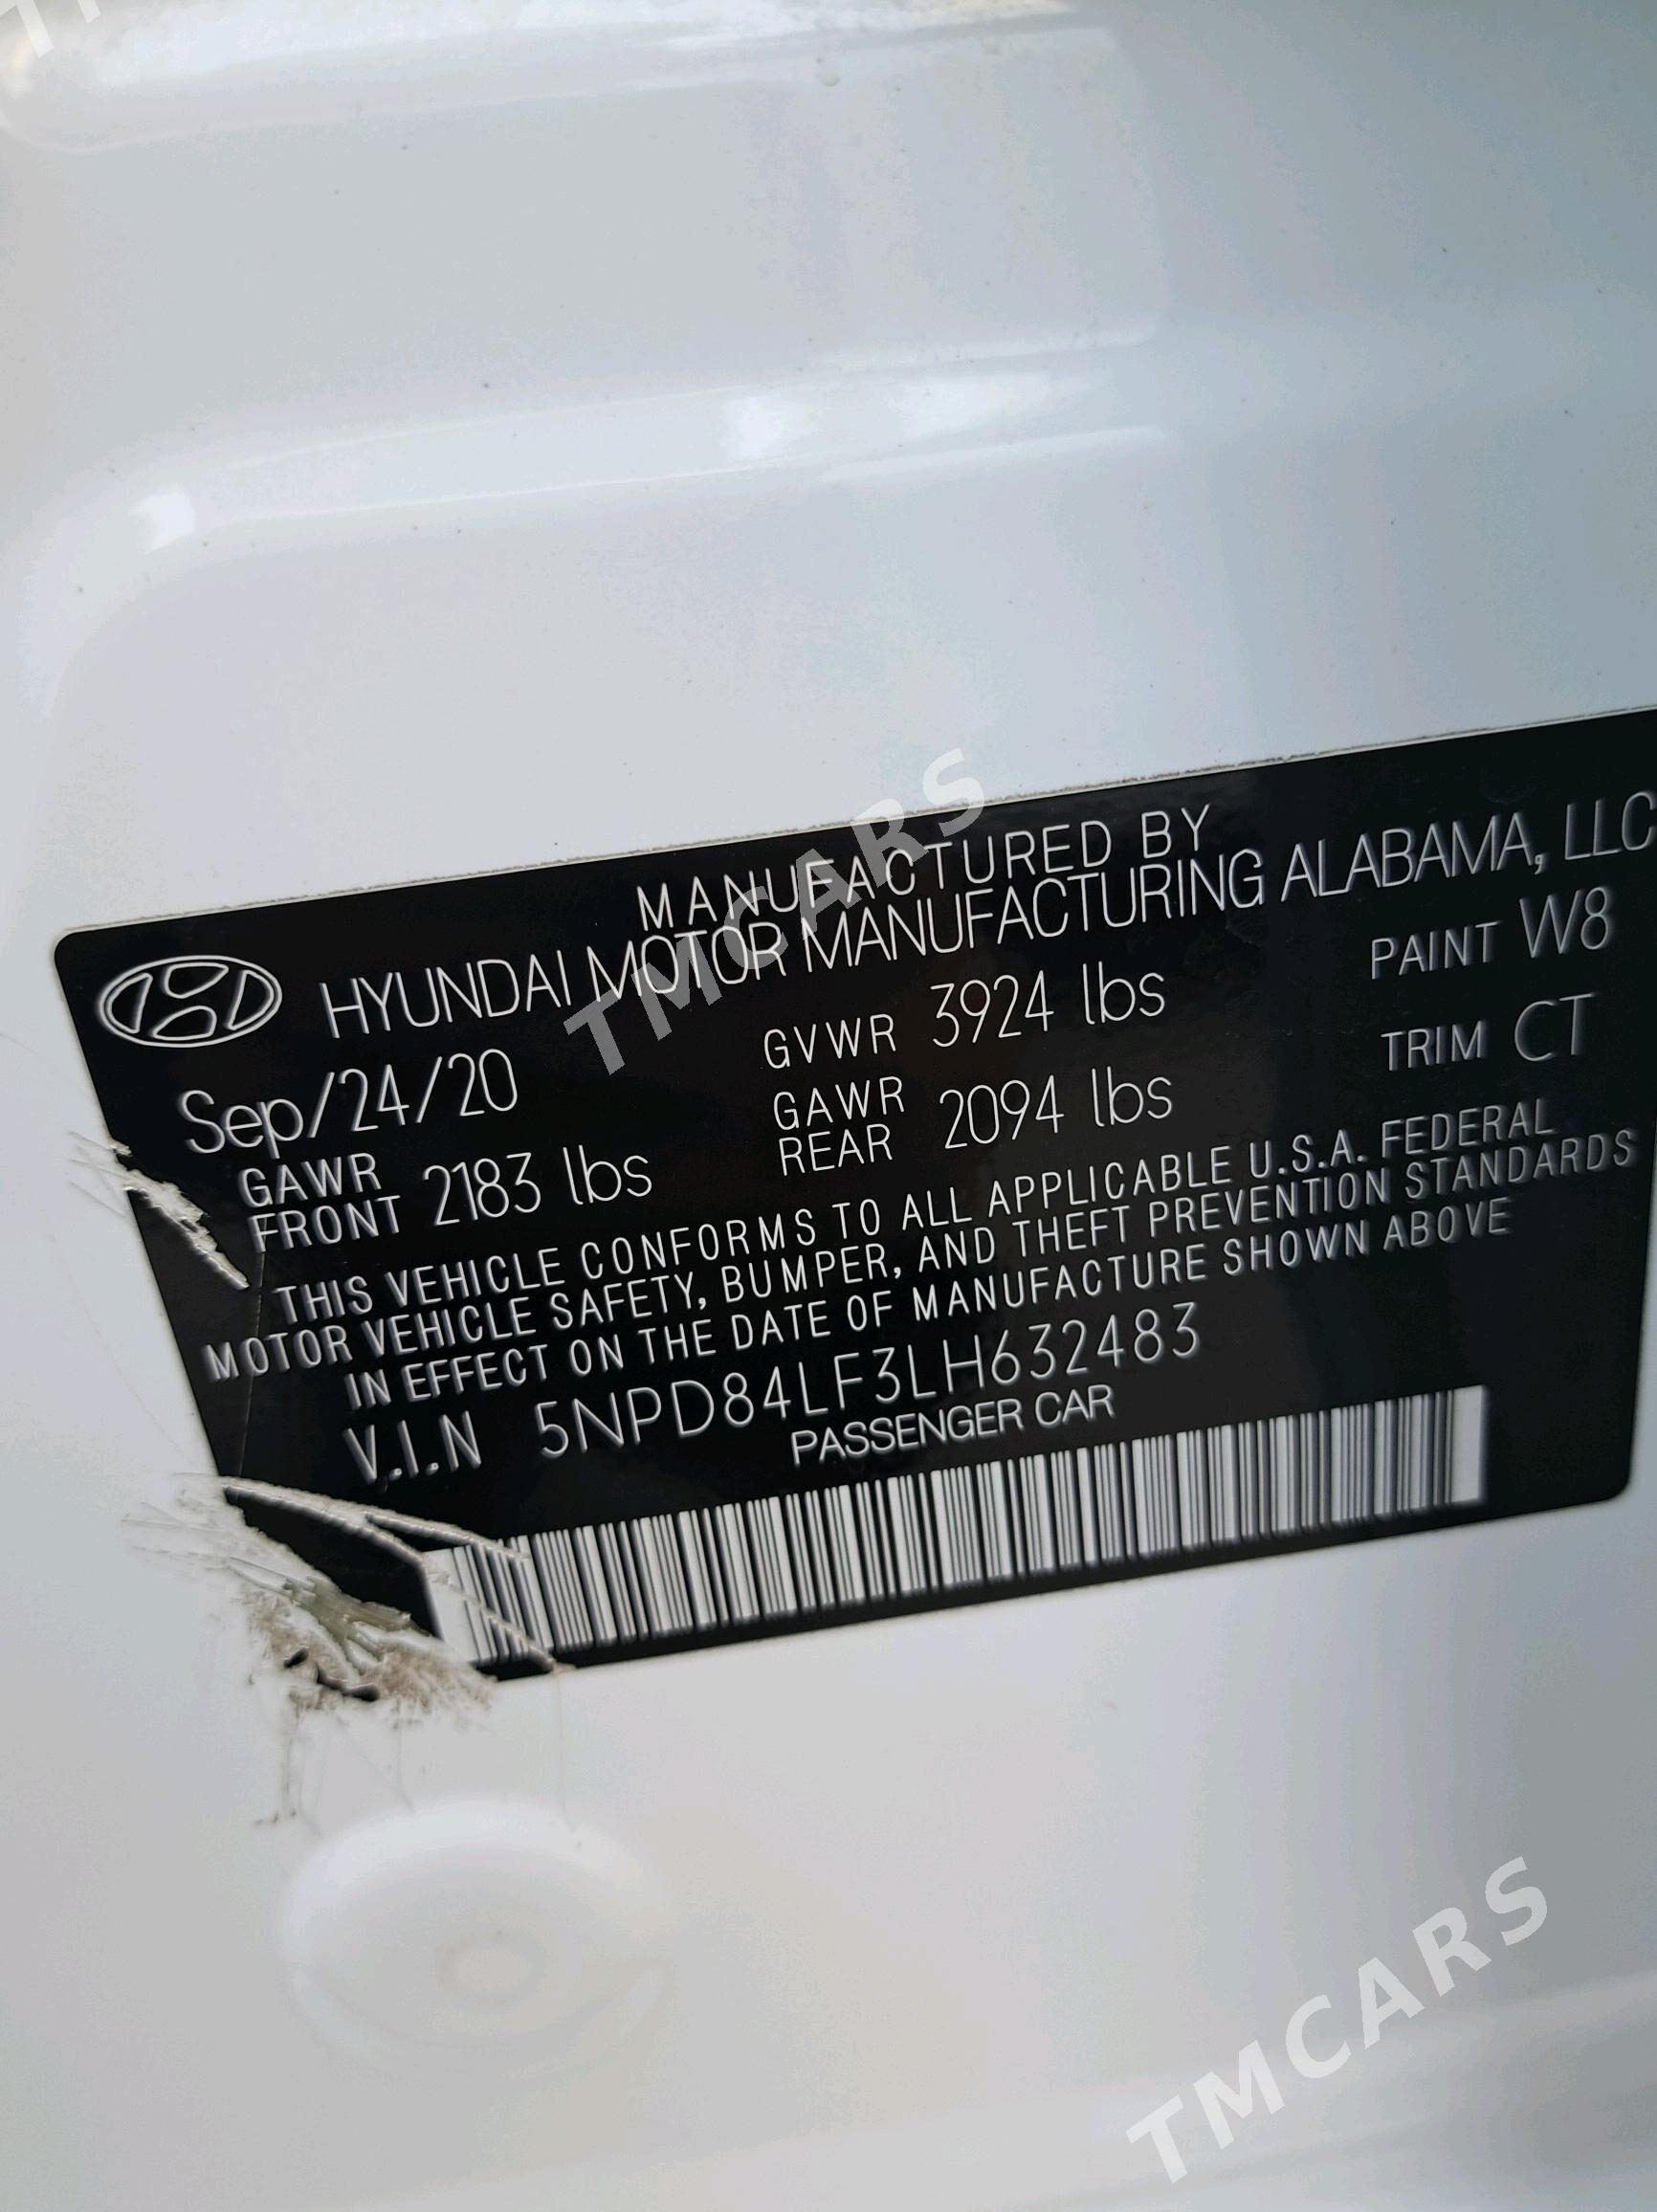 MANUFACTURED BY
HYUNDAI MOTOR MANUFACTURING ALABAMA, LLC
Sep/24/20 GVWR 3924 lbs PAINT W8
GAWR FRONT 2183 lbs GAWR REAR 2094 lbs TRIM CT
THIS VEHICLE CONFORMS TO ALL APPLICABLE U.S.A. FEDERAL
MOTOR VEHICLE SAFETY, BUMPER, AND THEFT PREVENTION STANDARDS
IN EFFECT ON THE DATE OF MANUFACTURE SHOWN ABOVE
V.I.N 5NPD84LF3LH632483
PASSENGER CAR
TMCARS
TMCARS